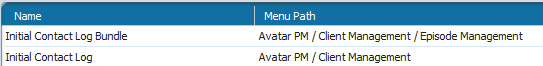 Name Menu Path
Initial Contact Log Bundle Avatar PM / Client Management / Episode Management
Initial Contact Log Avatar PM / Client Management